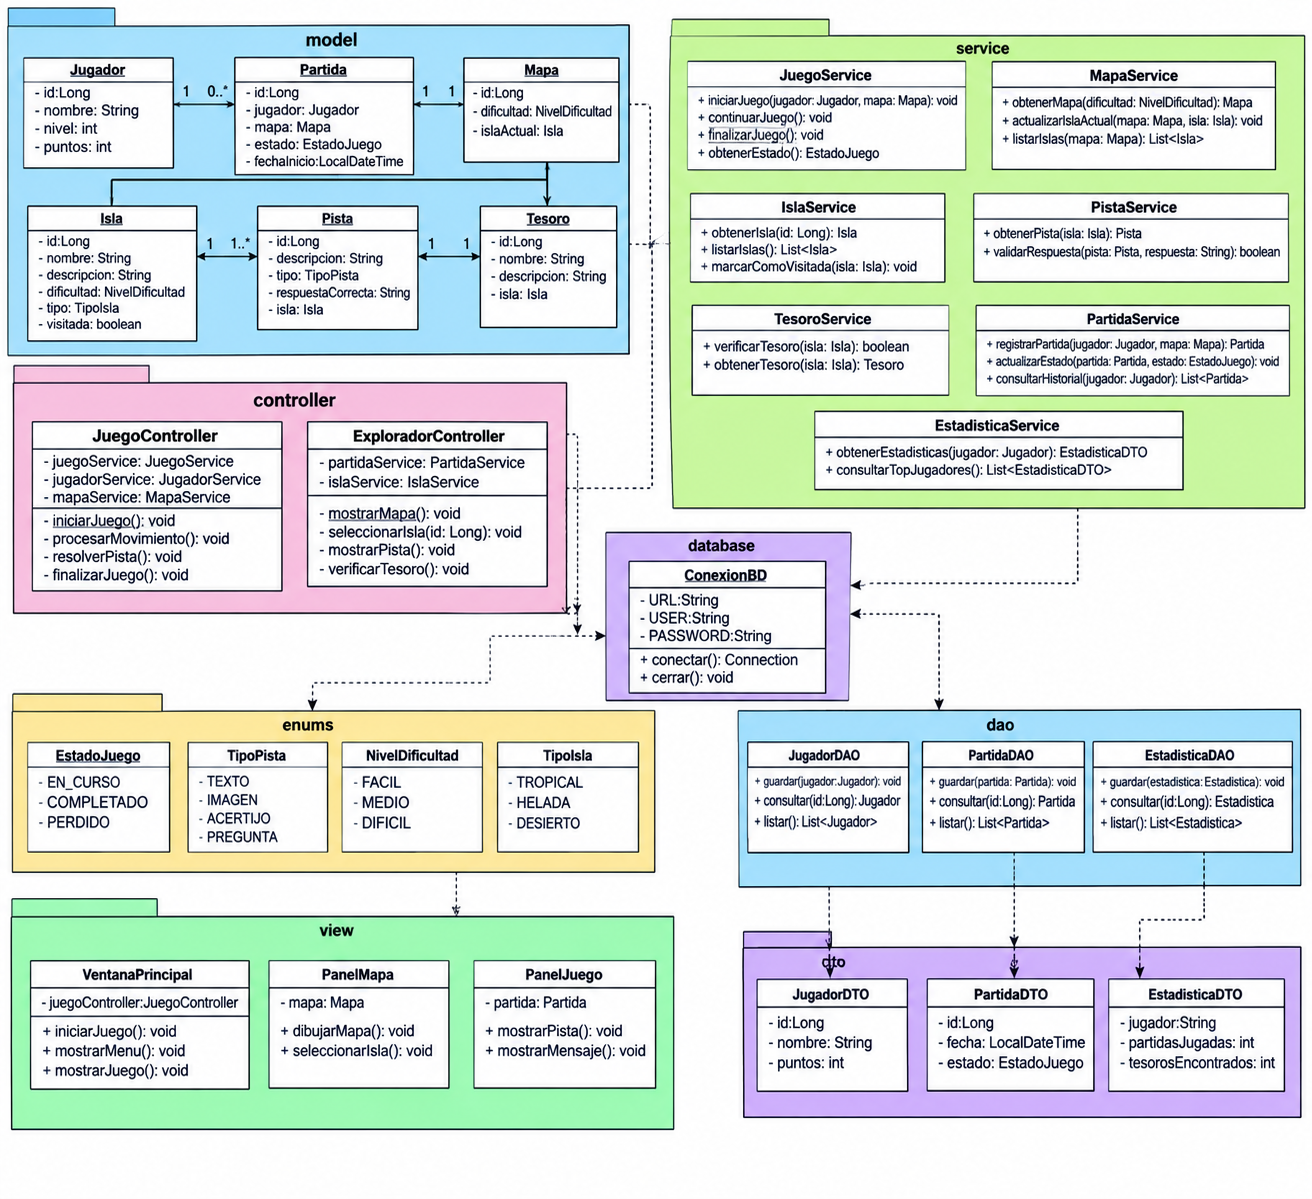 model
Jugador
- id:Long
- nombre: String
- nivel: int
- puntos: int
1 0..*
Partida
- id:Long
- jugador: Jugador
- mapa: Mapa
- estado: EstadoJuego
- fechaInicio:LocalDateTime
1 1
Mapa
- id:Long
- dificultad: NivelDificultad
- islaActual: Isla
Isla
- id:Long
- nombre: String
- descripcion: String
- dificultad: NivelDificultad
- tipo: TipoIsla
- visitada: boolean
1 1..*
Pista
- id:Long
- descripcion: String
- tipo: TipoPista
- respuestaCorrecta: String
- isla: Isla
1 1
Tesoro
- id:Long
- nombre: String
- descripcion: String
- isla: Isla
service
JuegoService
+ iniciarJuego(jugador: Jugador, mapa: Mapa): void
+ continuarJuego(): void
+ finalizarJuego(): void
+ obtenerEstado(): EstadoJuego
MapaService
+ obtenerMapa(dificultad: NivelDificultad): Mapa
+ actualizarIslaActual(mapa: Mapa, isla: Isla): void
+ listarIslas(mapa: Mapa): List<Isla>
IslaService
+ obtenerIsla(id: Long): Isla
+ listarIslas(): List<Isla>
+ marcarComoVisitada(isla: Isla): void
PistaService
+ obtenerPista(isla: Isla): Pista
+ validarRespuesta(pista: Pista, respuesta: String): boolean
TesoroService
+ verificarTesoro(isla: Isla): boolean
+ obtenerTesoro(isla: Isla): Tesoro
PartidaService
+ registrarPartida(jugador: Jugador, mapa: Mapa): Partida
+ actualizarEstado(partida: Partida, estado: EstadoJuego): void
+ consultarHistorial(jugador: Jugador): List<Partida>
EstadisticaService
+ obtenerEstadisticas(jugador: Jugador): EstadisticaDTO
+ consultarTopJugadores(): List<EstadisticaDTO>
controller
JuegoController
- juegoService: JuegoService
- jugadorService: JugadorService
- mapaService: MapaService
- iniciarJuego(): void
- procesarMovimiento(): void
- resolverPista(): void
- finalizarJuego(): void
ExploradorController
- partidaService: PartidaService
- islaService: IslaService
- mostrarMapa(): void
- seleccionarIsla(id: Long): void
- mostrarPista(): void
- verificarTesoro(): void
database
ConexionBD
- URL:String
- USER:String
- PASSWORD:String
+ conectar(): Connection
+ cerrar(): void
enums
EstadoJuego
- EN_CURSO
- COMPLETADO
- PERDIDO
TipoPista
- TEXTO
- IMAGEN
- ACERTIJO
- PREGUNTA
NivelDificultad
- FACIL
- MEDIO
- DIFICIL
TipoIsla
- TROPICAL
- HELADA
- DESIERTO
dao
JugadorDAO
+ guardar(jugador:Jugador): void
+ consultar(id:Long): Jugador
+ listar(): List<Jugador>
PartidaDAO
+ guardar(partida: Partida): void
+ consultar(id:Long): Partida
+ listar(): List<Partida>
EstadisticaDAO
+ guardar(estadistica: Estadistica): void
+ consultar(id:Long): Estadistica
+ listar(): List<Estadistica>
view
VentanaPrincipal
- juegoController:JuegoController
+ iniciarJuego(): void
+ mostrarMenu(): void
+ mostrarJuego(): void
PanelMapa
- mapa: Mapa
+ dibujarMapa(): void
+ seleccionarIsla(): void
PanelJuego
- partida: Partida
+ mostrarPista(): void
+ mostrarMensaje(): void
dto
JugadorDTO
- id:Long
- nombre: String
- puntos: int
PartidaDTO
- id:Long
- fecha: LocalDateTime
- estado: EstadoJuego
EstadisticaDTO
- jugador:String
- partidasJugadas: int
- tesorosEncontrados: int